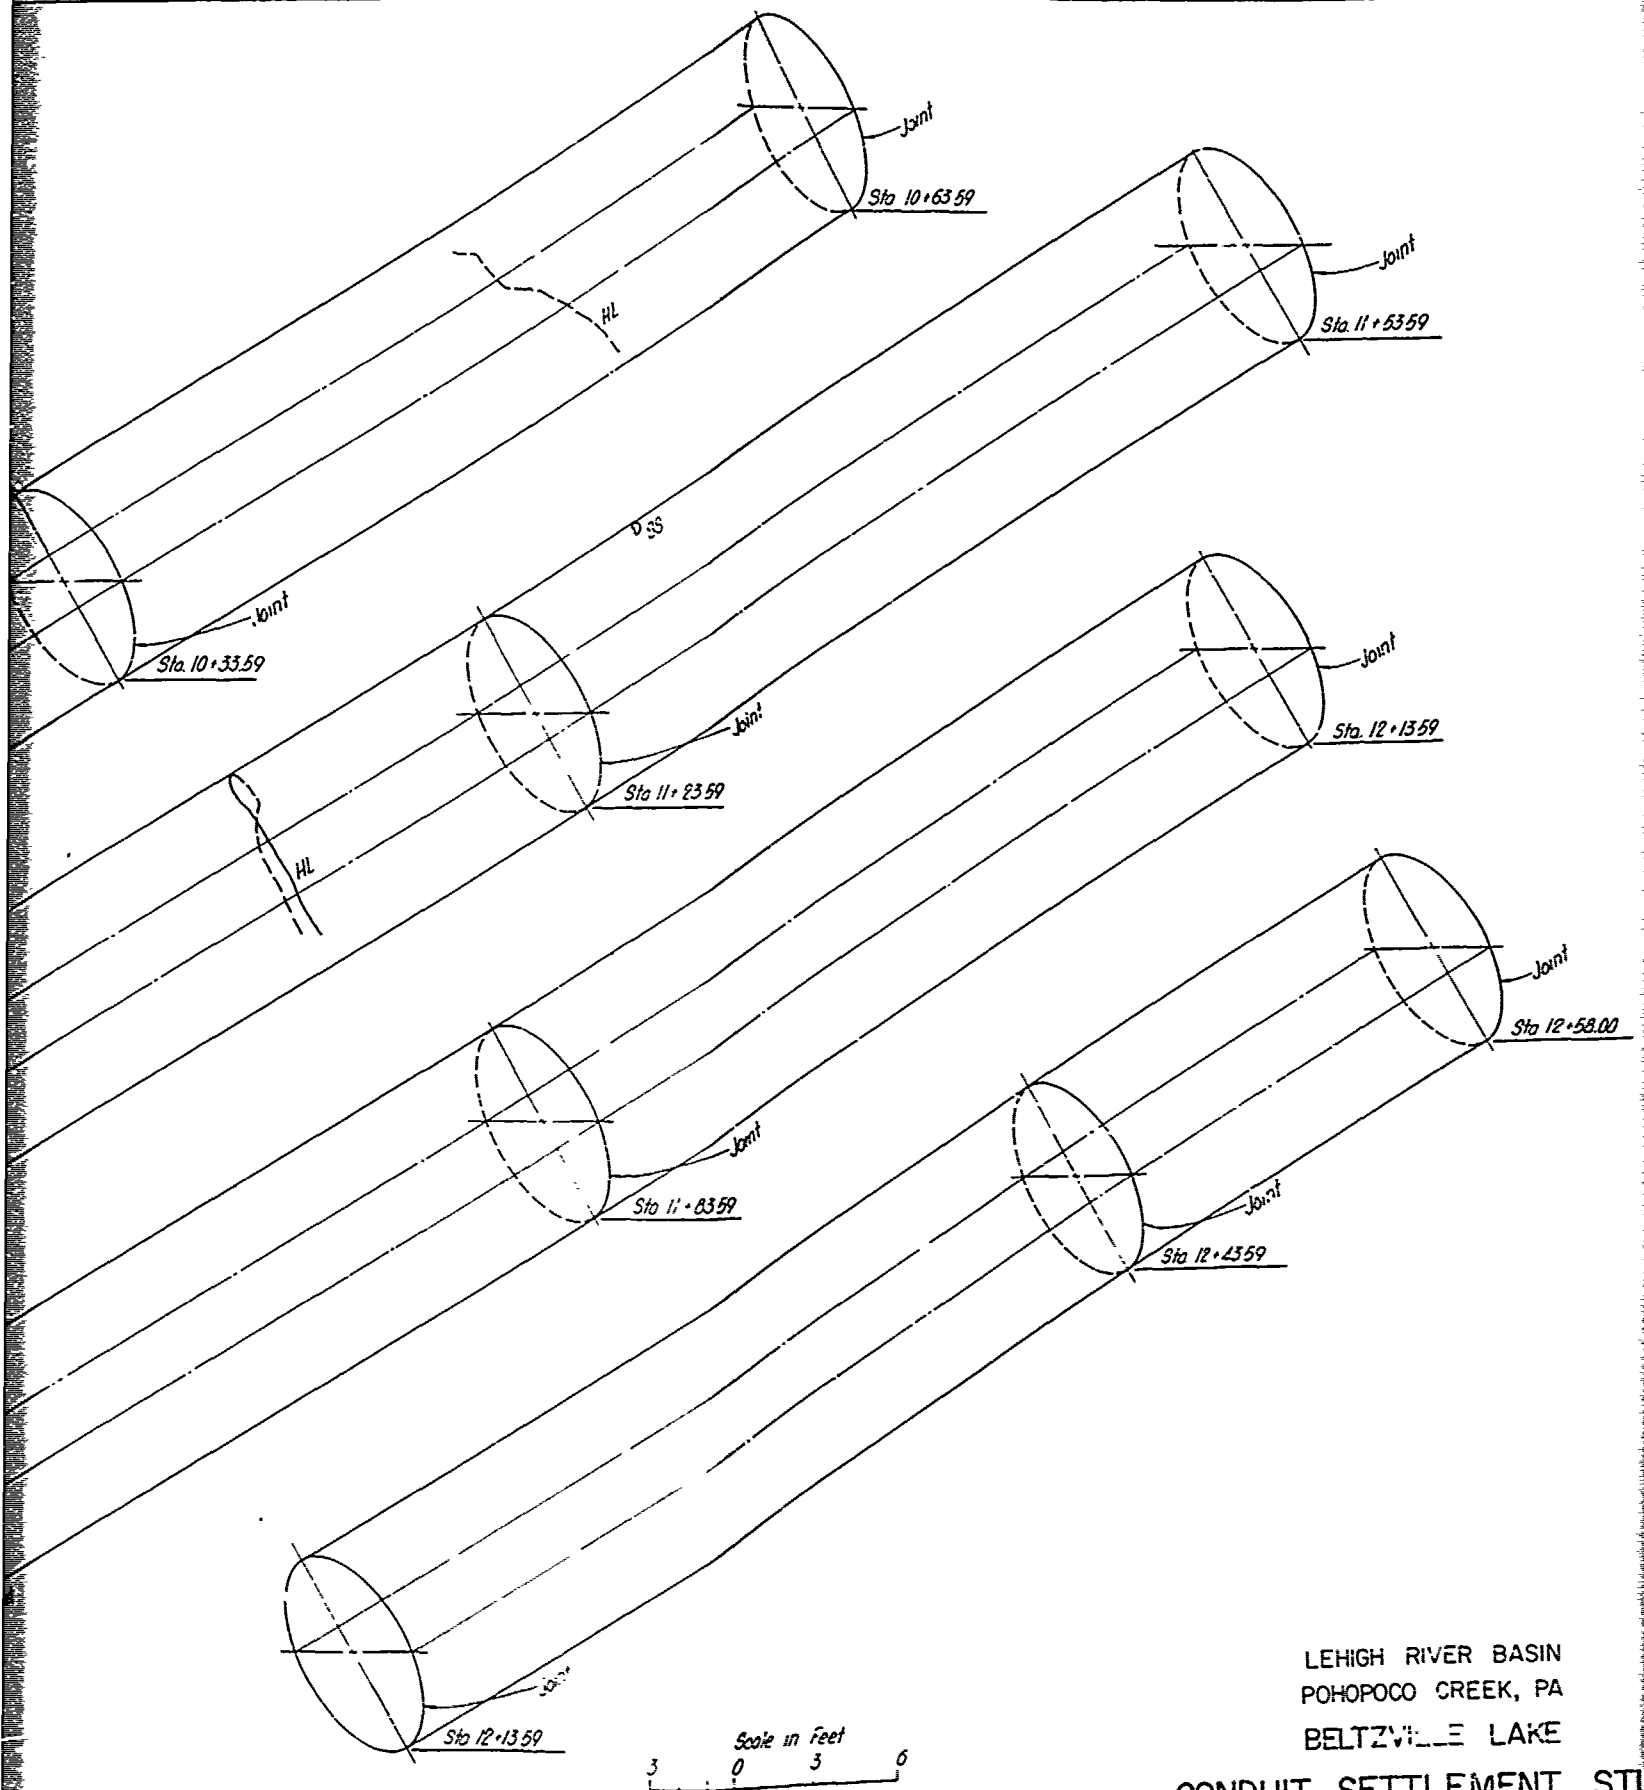 Joint
Sta 10+63.59
Joint
Sta. 11+53.59
HL
Joint
Sta. 10+33.59
Joint
Sta 11+23.59
HL
Joint
Sta. 12+13.59
Joint
Sta 12+58.00
Joint
Sta 11+83.59
Joint
Sta 12+43.59
Joint
Sta 12+13.59
Scale in Feet
3 0 3 6
LEHIGH RIVER BASIN
POHOPOCO CREEK, PA
BELTZVILLE LAKE
CONDUIT SETTLEMENT